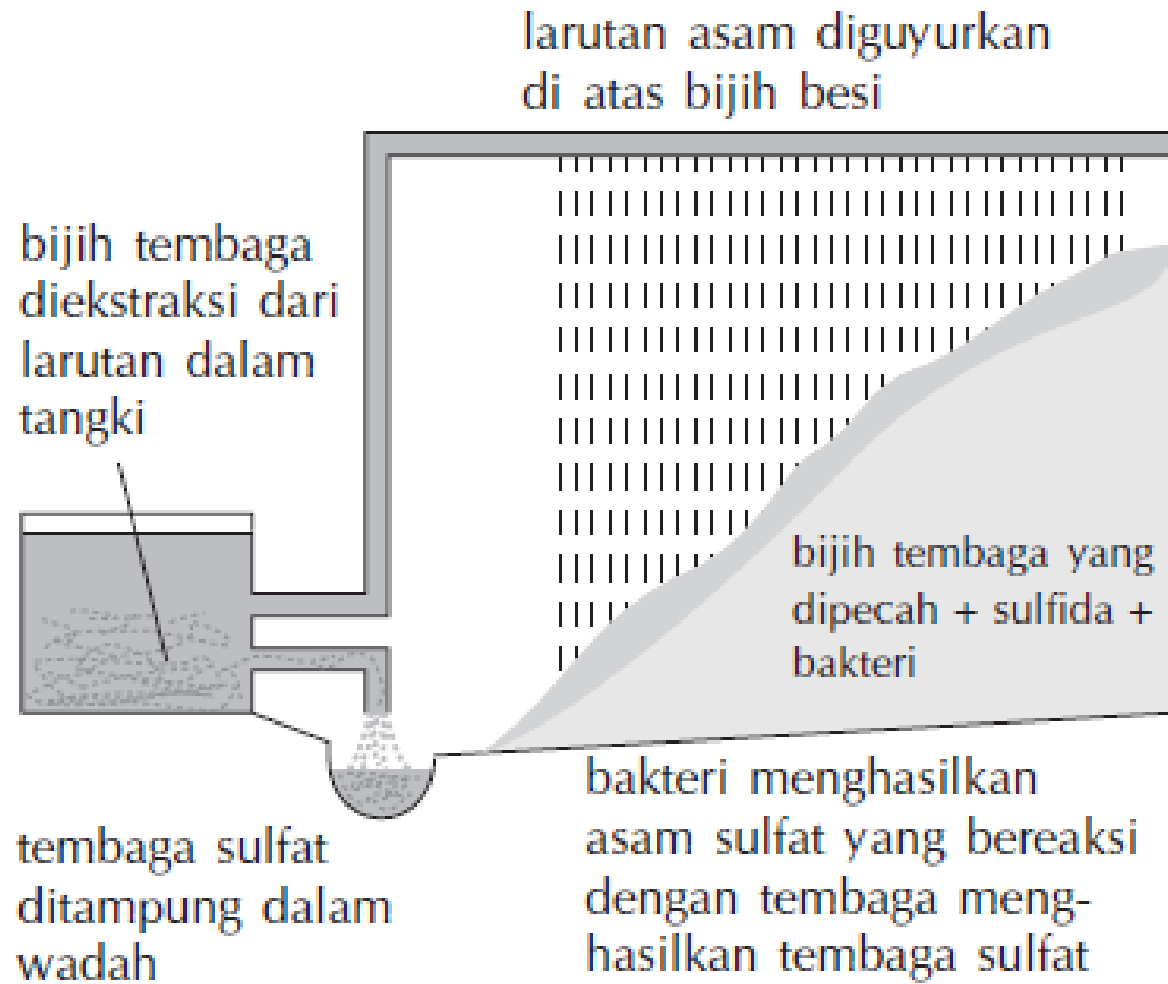 larutan asam diguyurkan
di atas bijih besi
bijih tembaga
diekstraksi dari
larutan dalam
tangki
bijih tembaga yang
dipecah + sulfida +
bakteri
bakteri menghasilkan
asam sulfat yang bereaksi
dengan tembaga meng-
hasilkan tembaga sulfat
tembaga sulfat
ditampung dalam
wadah